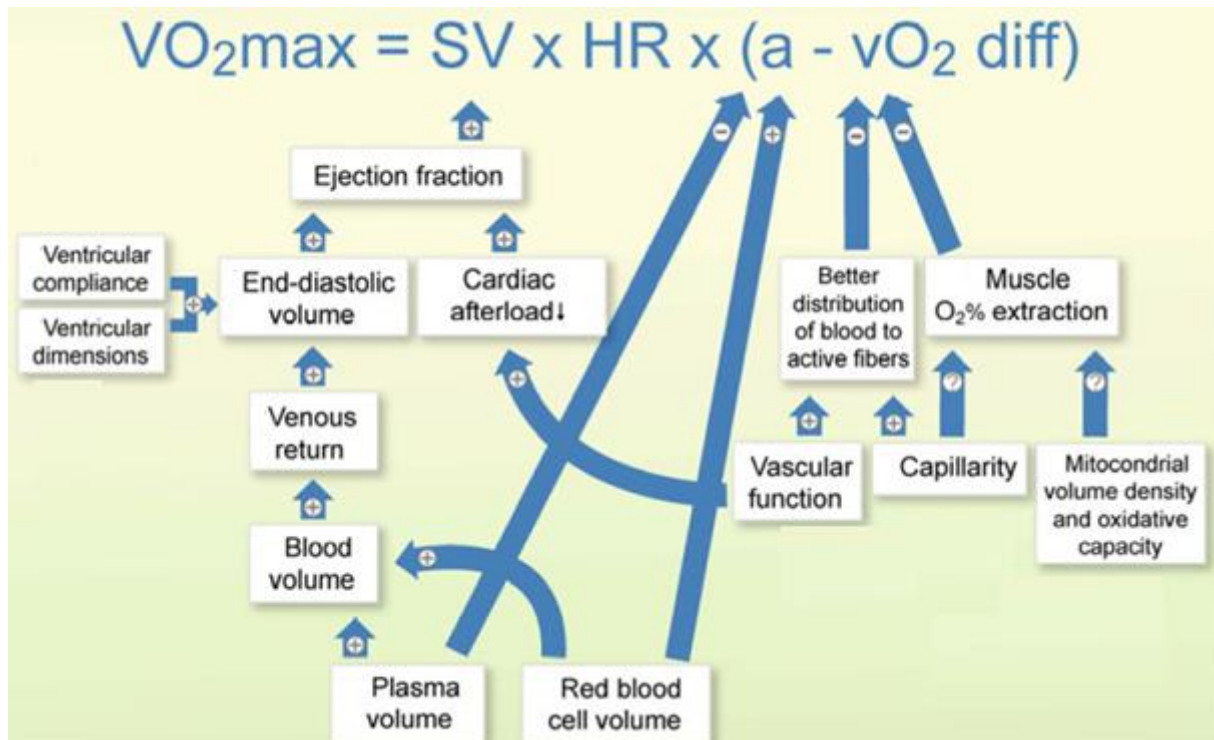 VO₂max = SV x HR x (a - vO₂ diff)
+
-
+
-
-
Ejection fraction
+
+
Ventricular
compliance
+
Ventricular
dimensions
End-diastolic
volume
Cardiac
afterload↓
Better
distribution
of blood to
active fibers
Muscle
O₂% extraction
+
+
?
?
Venous
return
+
+
Vascular
function
Capillarity
Mitocondrial
volume density
and oxidative
capacity
+
Blood
volume
+
+
Plasma
volume
Red blood
cell volume